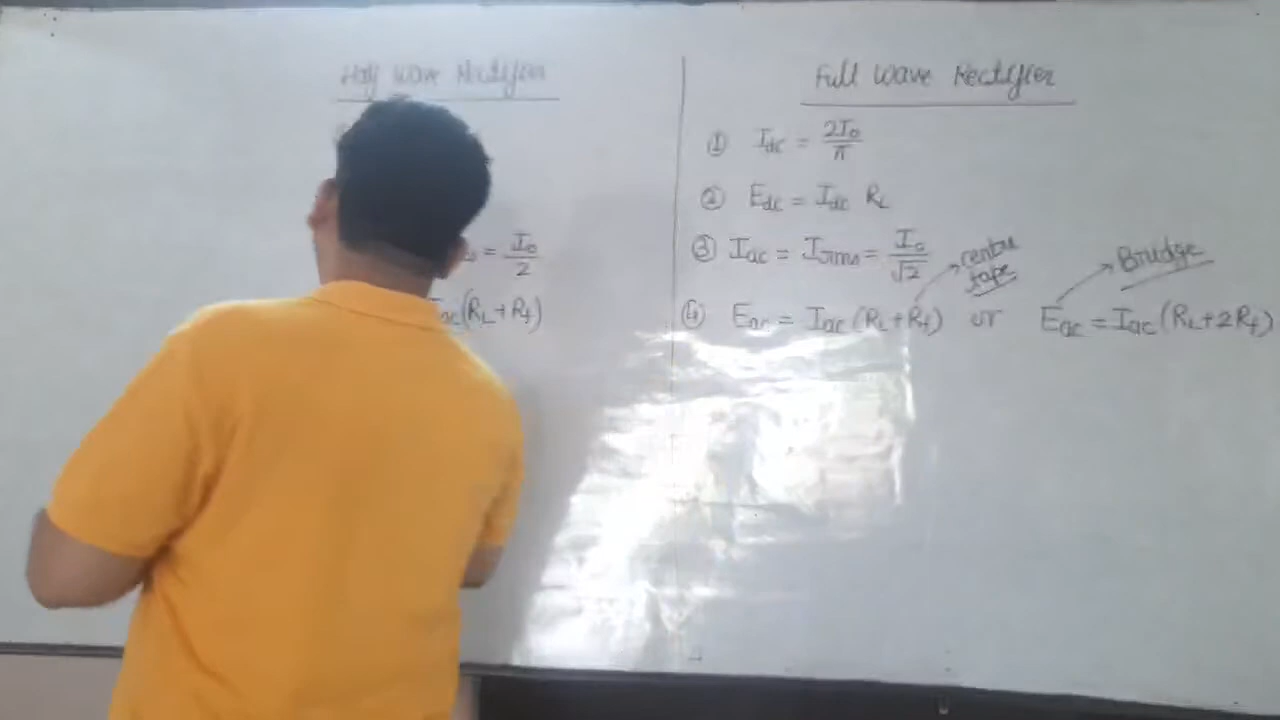 Half Wave Rectifier
= I₀/2
ac(R_L+R_f)
Full Wave Rectifier
① I_dc = 2I₀/π
② E_dc = I_dc R_L
③ I_ac = I_rms = I₀/√2
centre
tape
Bridge
④ E_ac = I_ac (R_L+R_f) or E_ac = I_ac (R_L+2R_f)